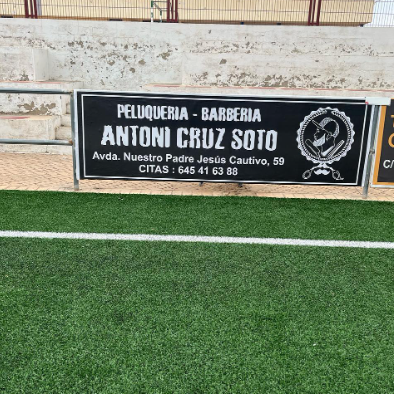 PELUQUERIA - BARBERIA
ANTONI CRUZ SOTO
Avda. Nuestro Padre Jesús Cautivo, 59
CITAS : 645 41 63 88
C/